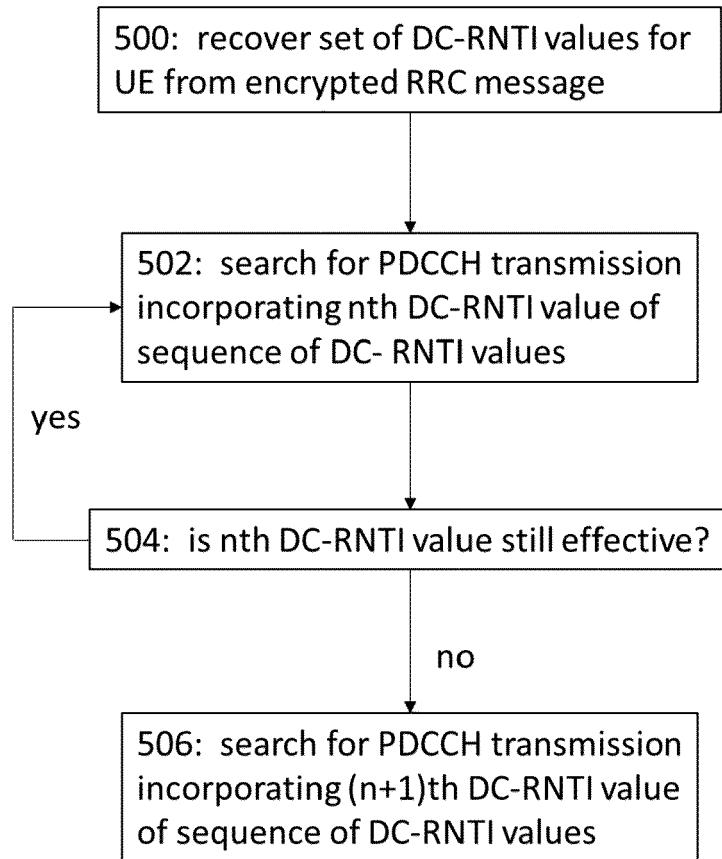 500: recover set of DC-RNTI values for
UE from encrypted RRC message
502: search for PDCCH transmission
incorporating nth DC-RNTI value of
sequence of DC- RNTI values
yes
504: is nth DC-RNTI value still effective?
no
506: search for PDCCH transmission
incorporating (n+1)th DC-RNTI value
of sequence of DC-RNTI values